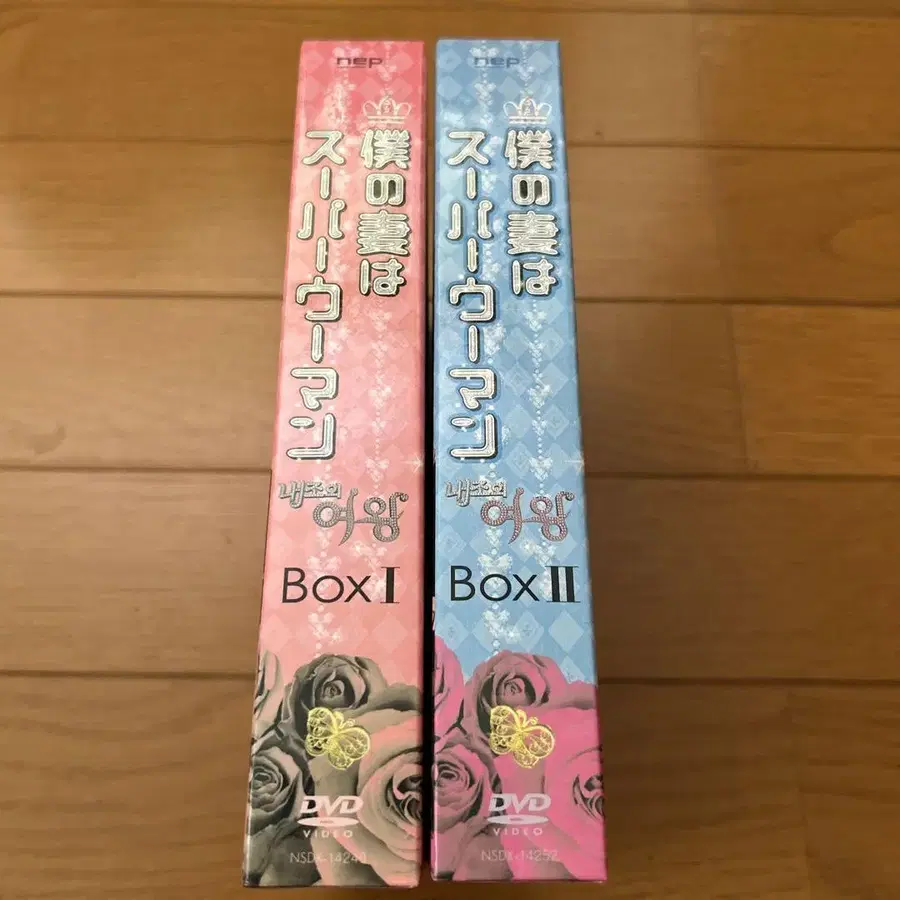 nep
僕の妻は
スーパーウーマン
내조의
여왕
Box I
DVD
VIDEO
nep
僕の妻は
スーパーウーマン
내조의
여왕
Box II
DVD
VIDEO
NSDX-14252